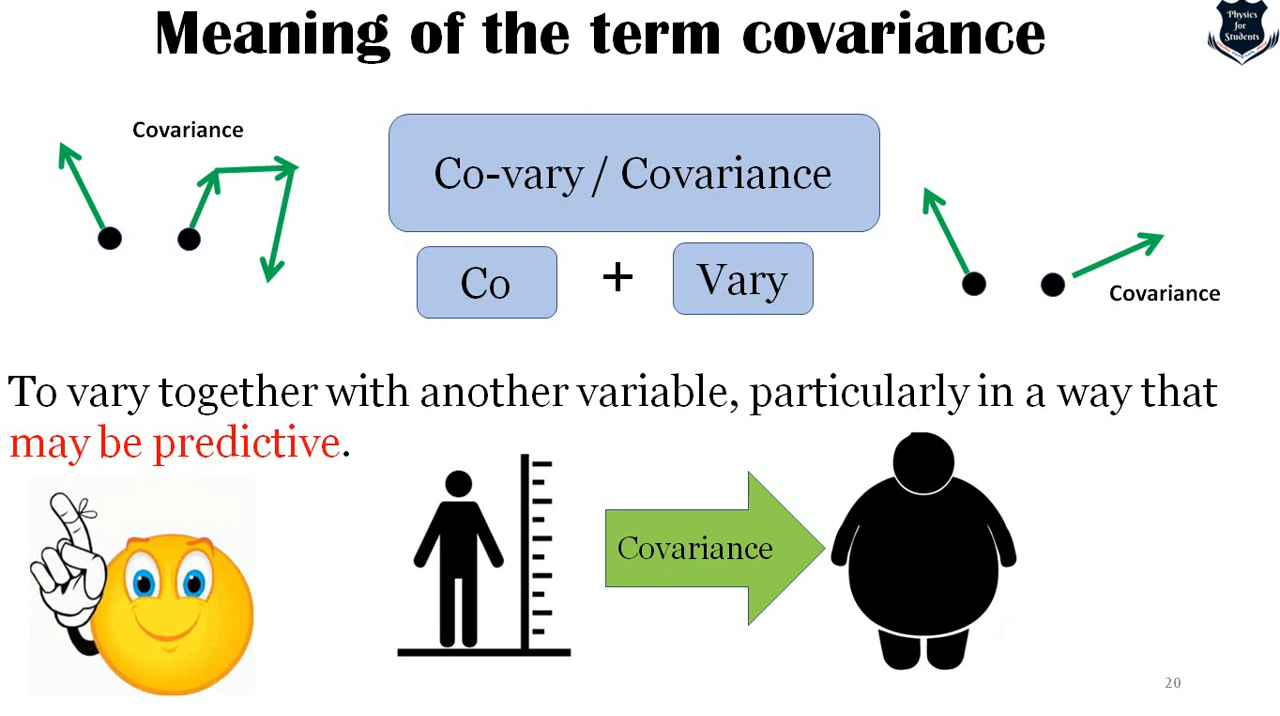 Meaning of the term covariance
Physics
for
Students
Covariance
Co-vary / Covariance
Co + Vary
Covariance
To vary together with another variable, particularly in a way that
may be predictive.
Covariance
20